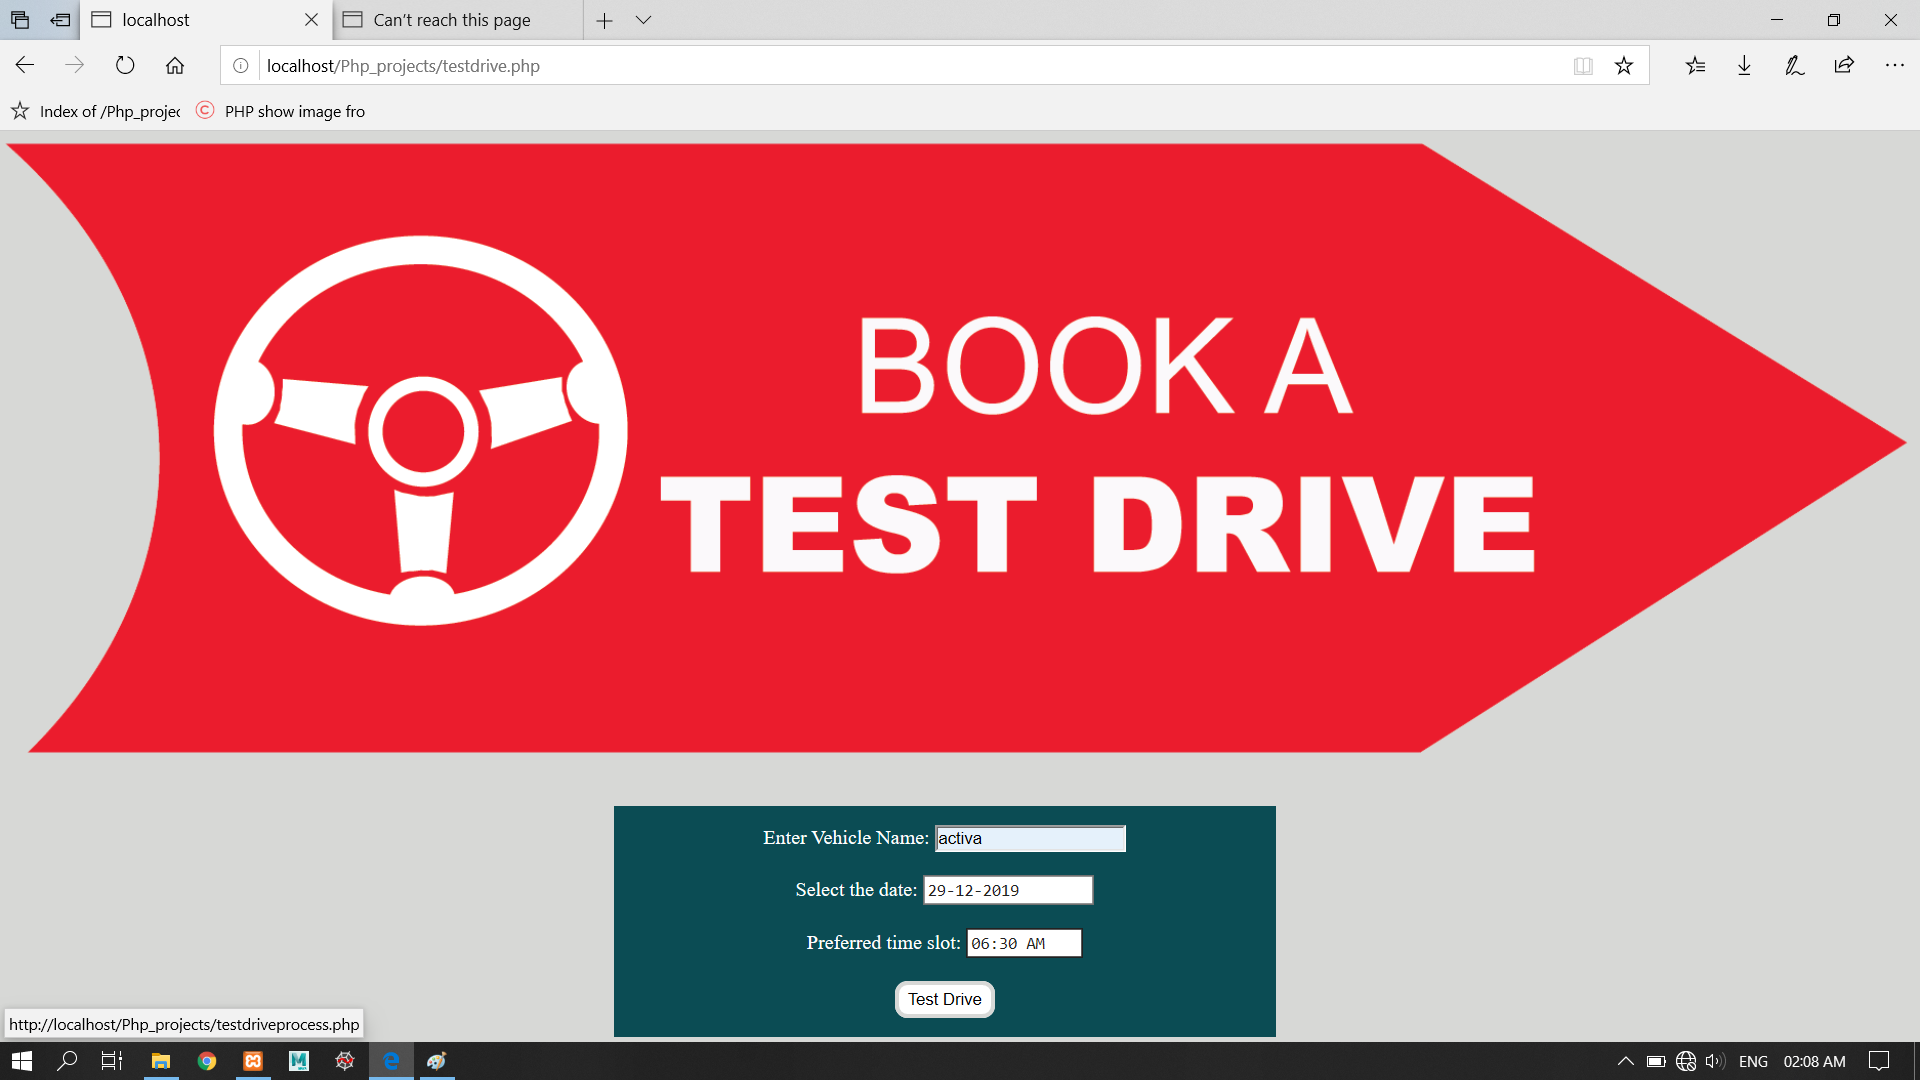 localhost
Can't reach this page
localhost/Php_projects/testdrive.php
Index of /Php_projec
PHP show image fro
BOOK A
TEST DRIVE
Enter Vehicle Name: activa
Select the date: 29-12-2019
Preferred time slot: 06:30 AM
Test Drive
http://localhost/Php_projects/testdriveprocess.php
ENG 02:08 AM